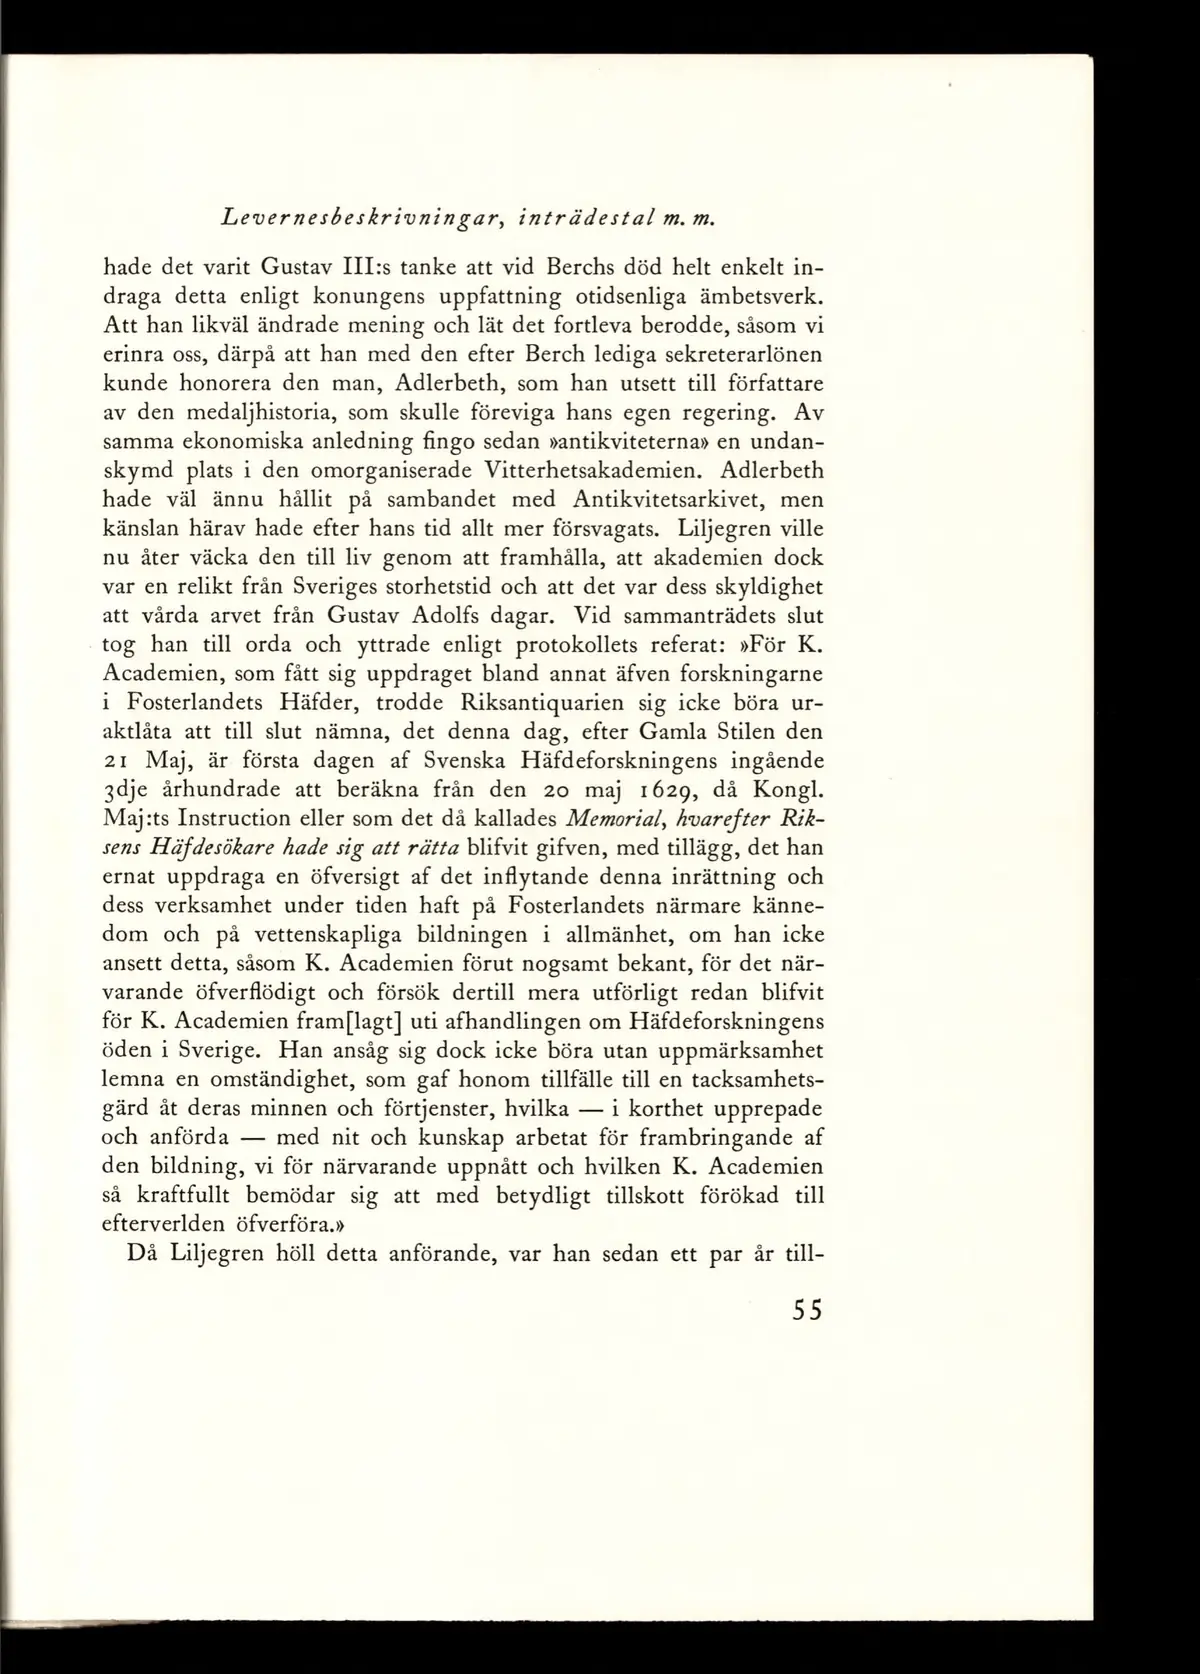 Levernesbeskrivningar, inträdestal m. m.
hade det varit Gustav III:s tanke att vid Berchs död helt enkelt in-
draga detta enligt konungens uppfattning otidsenliga ämbetsverk.
Att han likväl ändrade mening och lät det fortleva berodde, såsom vi
erinra oss, därpå att han med den efter Berch lediga sekreterarlönen
kunde honorera den man, Adlerbeth, som han utsett till författare
av den medaljhistoria, som skulle föreviga hans egen regering. Av
samma ekonomiska anledning fingo sedan »antikviteterna» en undan-
skymd plats i den omorganiserade Vitterhetsakademien. Adlerbeth
hade väl ännu hållit på sambandet med Antikvitetsarkivet, men
känslan härav hade efter hans tid allt mer försvagats. Liljegren ville
nu åter väcka den till liv genom att framhålla, att akademien dock
var en relikt från Sveriges storhetstid och att det var dess skyldighet
att vårda arvet från Gustav Adolfs dagar. Vid sammanträdets slut
tog han till orda och yttrade enligt protokollets referat: »För K.
Academien, som fått sig uppdraget bland annat äfven forskningarne
i Fosterlandets Häfder, trodde Riksantiquarien sig icke böra ur-
aktlåta att till slut nämna, det denna dag, efter Gamla Stilen den
21 Maj, är första dagen af Svenska Häfdeforskningens ingående
3dje århundrade att beräkna från den 20 maj 1629, då Kongl.
Maj:ts Instruction eller som det då kallades Memorial, hvarefter Rik-
sens Häfdesökare hade sig att rätta blifvit gifven, med tillägg, det han
ernat uppdraga en öfversigt af det inflytande denna inrättning och
dess verksamhet under tiden haft på Fosterlandets närmare känne-
dom och på vettenskapliga bildningen i allmänhet, om han icke
ansett detta, såsom K. Academien förut nogsamt bekant, för det när-
varande öfverflödigt och försök dertill mera utförligt redan blifvit
för K. Academien fram[lagt] uti afhandlingen om Häfdeforskningens
öden i Sverige. Han ansåg sig dock icke böra utan uppmärksamhet
lemna en omständighet, som gaf honom tillfälle till en tacksamhets-
gärd åt deras minnen och förtjenster, hvilka — i korthet upprepade
och anförda — med nit och kunskap arbetat för frambringande af
den bildning, vi för närvarande uppnått och hvilken K. Academien
så kraftfullt bemödar sig att med betydligt tillskott förökad till
efterverlden öfverföra.»
Då Liljegren höll detta anförande, var han sedan ett par år till-
55